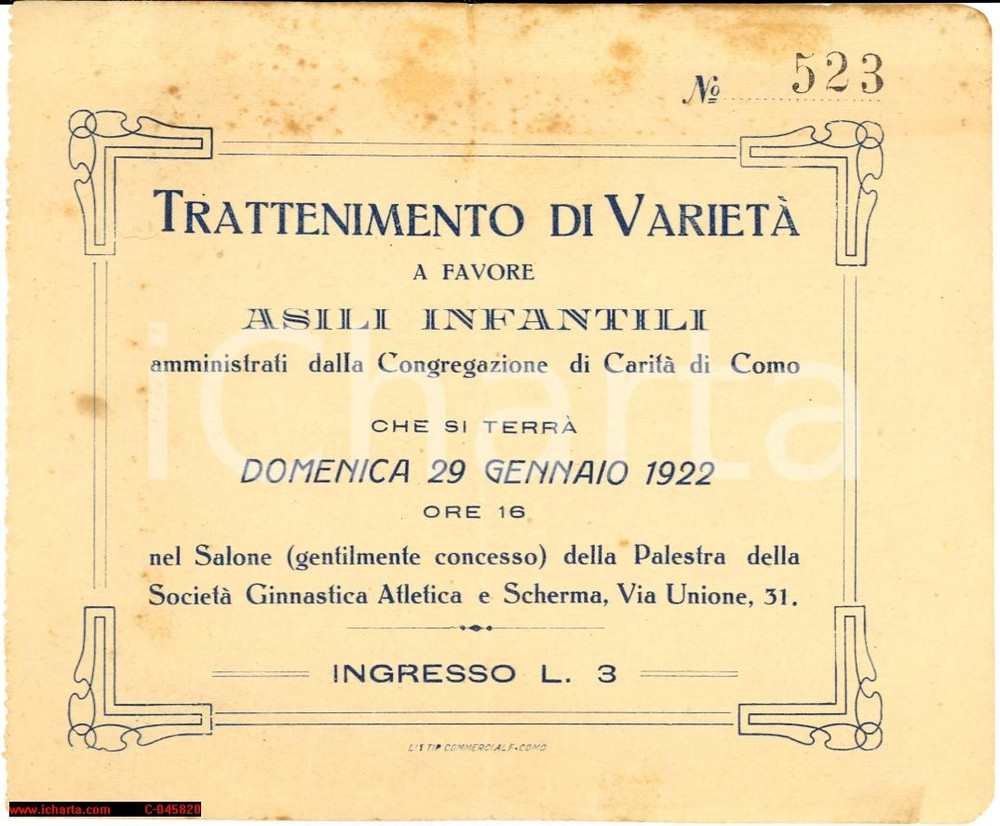 Nº 523
TRATTENIMENTO DI VARIETÀ
A FAVORE
ASILI INFANTILI
amministrati dalla Congregazione di Carità di Como
CHE SI TERRÀ
DOMENICA 29 GENNAIO 1922
ORE 16
nel Salone (gentilmente concesso) della Palestra della
Società Ginnastica Atletica e Scherma, Via Unione, 31.
INGRESSO L. 3
TIP. COMMERCIALE-COMO
iCharta
www.icharta.com C-045820